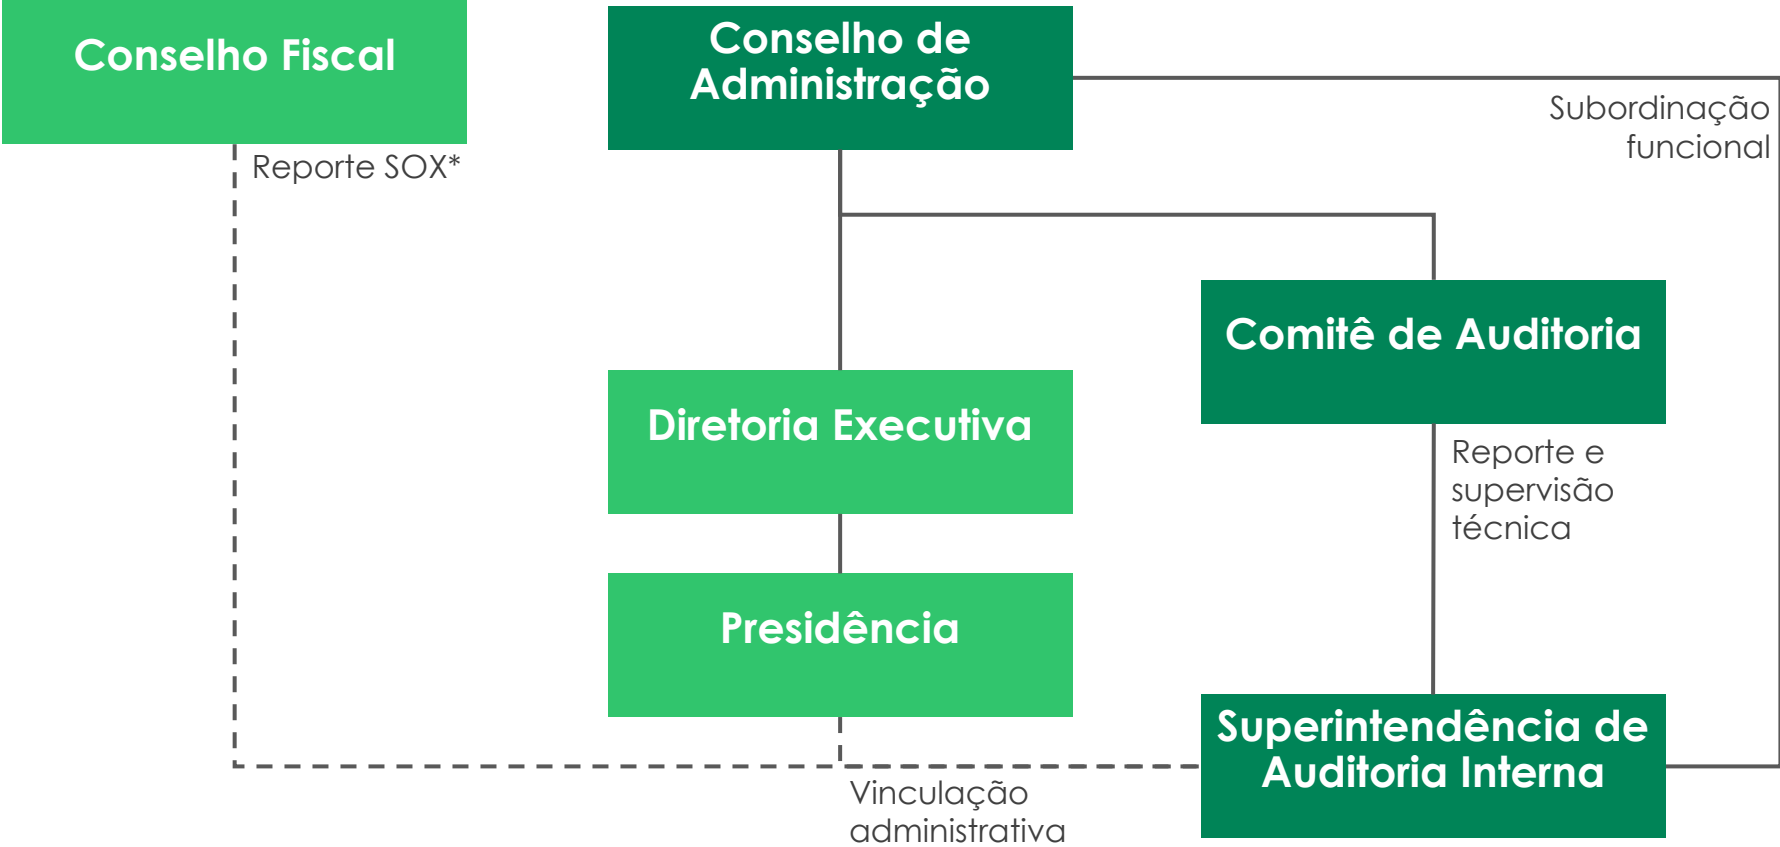 Conselho Fiscal
Conselho de
Administração
Subordinação
funcional
Reporte SOX*
Comitê de Auditoria
Diretoria Executiva
Reporte e
supervisão
técnica
Presidência
Superintendência de
Auditoria Interna
Vinculação
administrativa